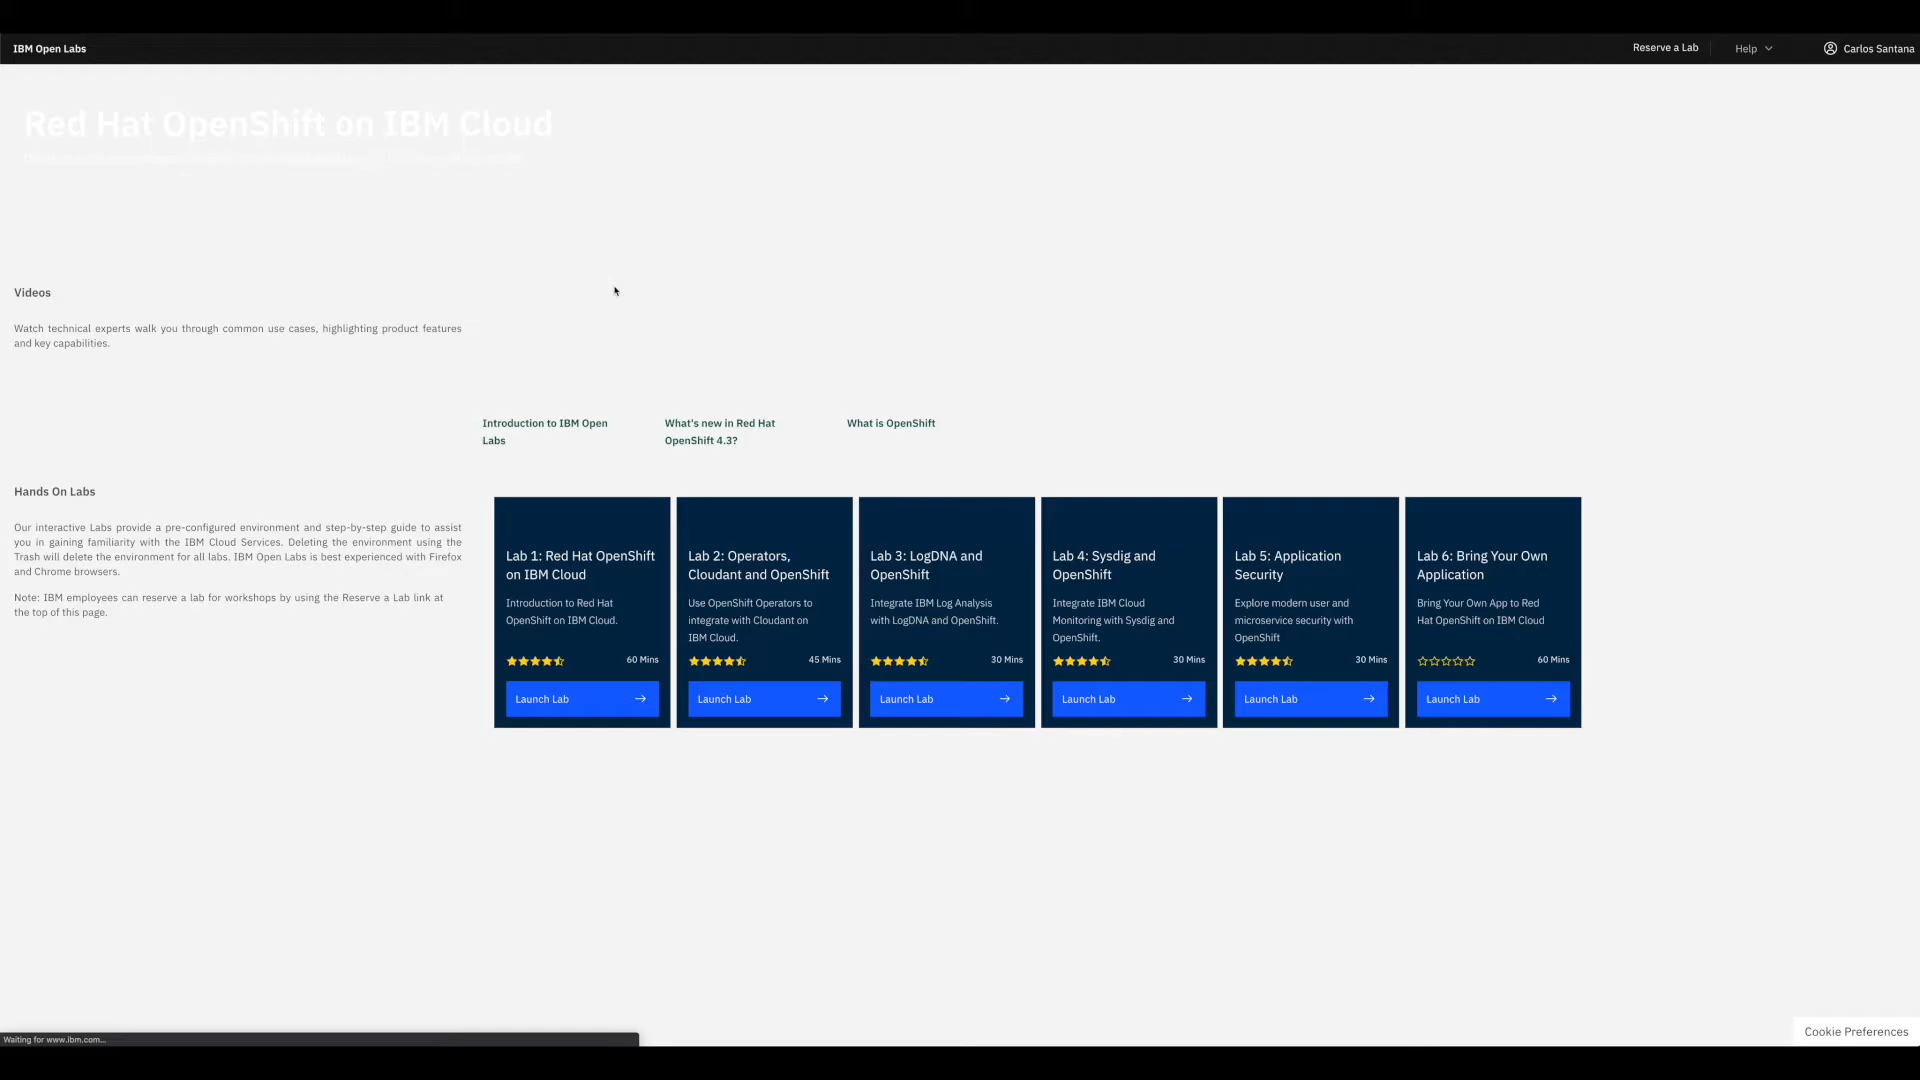 IBM Open Labs
Reserve a Lab
Help
Carlos Santana
Red Hat OpenShift on IBM Cloud
Videos
Watch technical experts walk you through common use cases, highlighting product features
and key capabilities.
Introduction to IBM Open
Labs
What's new in Red Hat
OpenShift 4.3?
What is OpenShift
Hands On Labs
Our interactive Labs provide a pre-configured environment and step-by-step guide to assist
you in gaining familiarity with the IBM Cloud Services. Deleting the environment using the
Trash will delete the environment for all labs. IBM Open Labs is best experienced with Firefox
and Chrome browsers.
Note: IBM employees can reserve a lab for workshops by using the Reserve a Lab link at
the top of this page.
Lab 1: Red Hat OpenShift
on IBM Cloud
Introduction to Red Hat
OpenShift on IBM Cloud.
60 Mins
Launch Lab
Lab 2: Operators,
Cloudant and OpenShift
Use OpenShift Operators to
integrate with Cloudant on
IBM Cloud.
45 Mins
Launch Lab
Lab 3: LogDNA and
OpenShift
Integrate IBM Log Analysis
with LogDNA and OpenShift.
30 Mins
Launch Lab
Lab 4: Sysdig and
OpenShift
Integrate IBM Cloud
Monitoring with Sysdig and
OpenShift.
30 Mins
Launch Lab
Lab 5: Application
Security
Explore modern user and
microservice security with
OpenShift
30 Mins
Launch Lab
Lab 6: Bring Your Own
Application
Bring Your Own App to Red
Hat OpenShift on IBM Cloud
60 Mins
Launch Lab
Cookie Preferences
Waiting for www.ibm.com...